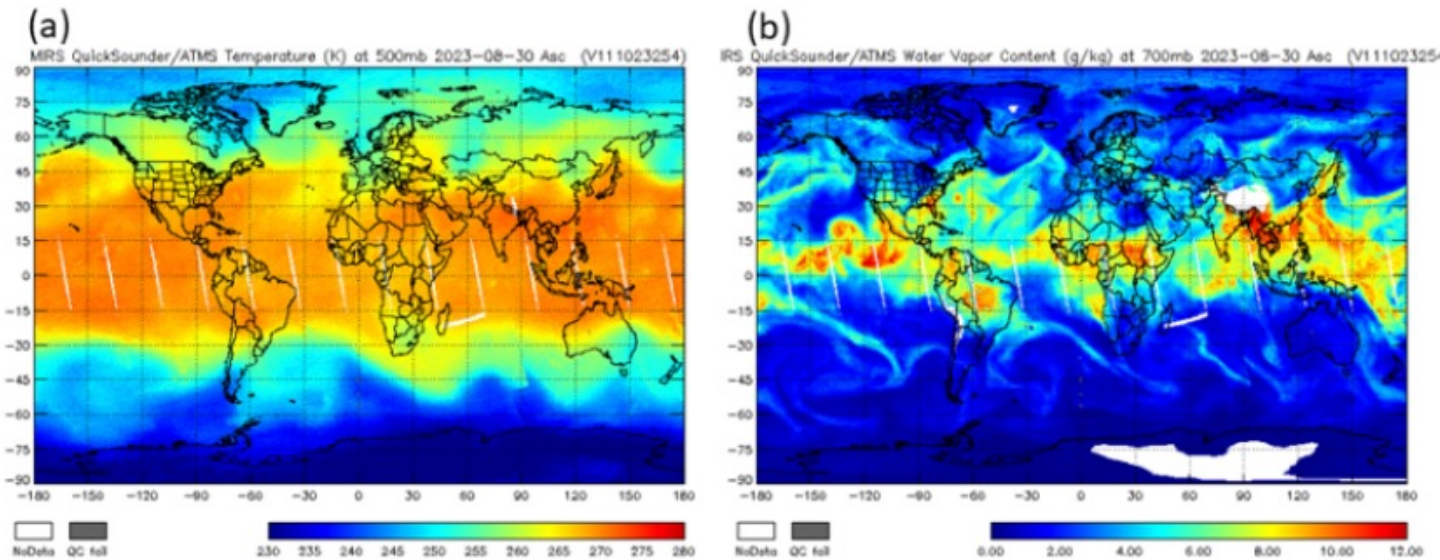 (a)
MIRS QuickSounder/ATMS Temperature (K) at 500mb 2023-08-30 Asc (V111023254)
90
75
60
45
30
15
0
-15
-30
-45
-60
-75
-90
-180 -150 -120 -90 -60 -30 0 30 60 90 120 150 180
NoData QC fail
230 235 240 245 250 255 260 265 270 275 280
(b)
IRS QuickSounder/ATMS Water Vapor Content (g/kg) at 700mb 2023-08-30 Asc (V111023254
90
75
60
45
30
15
0
-15
-30
-45
-60
-75
-90
-180 -150 -120 -90 -60 -30 0 30 60 90 120 150 180
NoData QC fail
0.00 2.00 4.00 6.00 8.00 10.00 12.00